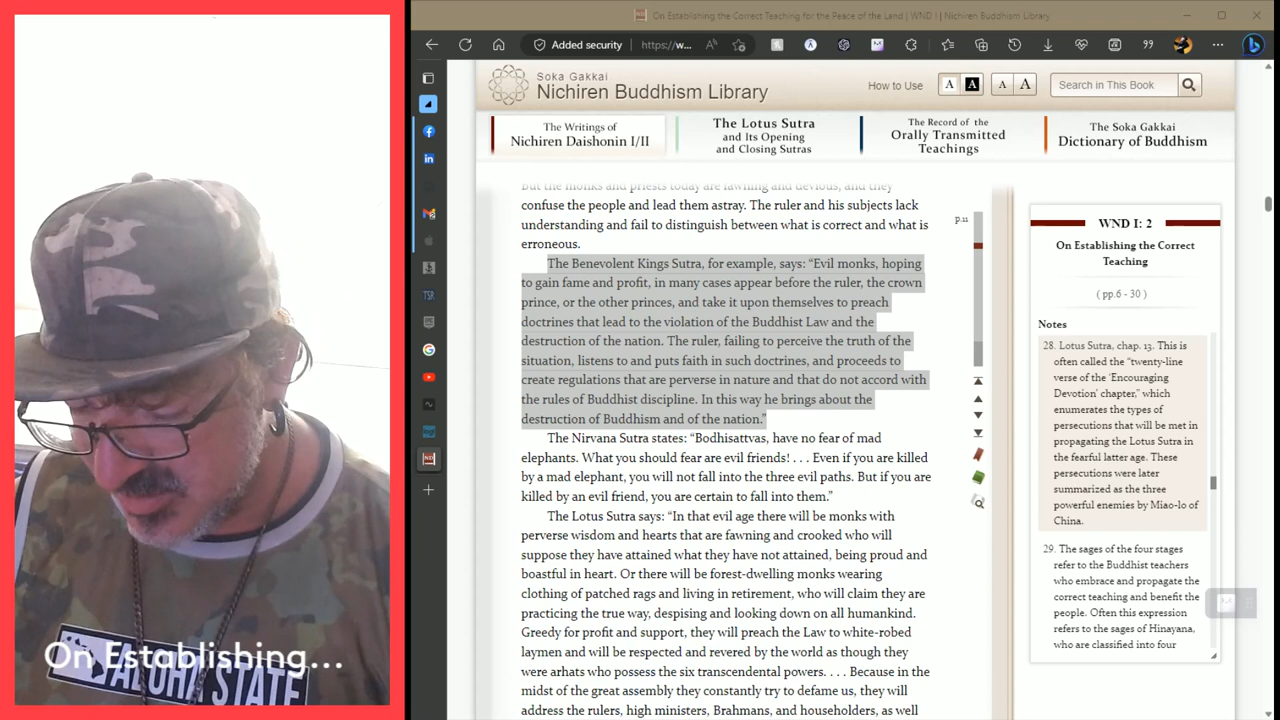 On Establishing...
ALOHA STATE
On Establishing the Correct Teaching for the Peace of the Land | WND I | Nichiren Buddhism Library
Added security
https://w...
Soka Gakkai
Nichiren Buddhism Library
How to Use
A A A A
Search in This Book
The Writings of
Nichiren Daishonin I/II
The Lotus Sutra
and Its Opening
and Closing Sutras
The Record of the
Orally Transmitted
Teachings
The Soka Gakkai
Dictionary of Buddhism
But the monks and priests today are fawning and devious, and they
confuse the people and lead them astray. The ruler and his subjects lack
understanding and fail to distinguish between what is correct and what is
erroneous.
The Benevolent Kings Sutra, for example, says: “Evil monks, hoping
to gain fame and profit, in many cases appear before the ruler, the crown
prince, or the other princes, and take it upon themselves to preach
doctrines that lead to the violation of the Buddhist Law and the
destruction of the nation. The ruler, failing to perceive the truth of the
situation, listens to and puts faith in such doctrines, and proceeds to
create regulations that are perverse in nature and that do not accord with
the rules of Buddhist discipline. In this way he brings about the
destruction of Buddhism and of the nation.”
The Nirvana Sutra states: “Bodhisattvas, have no fear of mad
elephants. What you should fear are evil friends! . . . Even if you are killed
by a mad elephant, you will not fall into the three evil paths. But if you are
killed by an evil friend, you are certain to fall into them.”
The Lotus Sutra says: “In that evil age there will be monks with
perverse wisdom and hearts that are fawning and crooked who will
suppose they have attained what they have not attained, being proud and
boastful in heart. Or there will be forest-dwelling monks wearing
clothing of patched rags and living in retirement, who will claim they are
practicing the true way, despising and looking down on all humankind.
Greedy for profit and support, they will preach the Law to white-robed
laymen and will be respected and revered by the world as though they
were arhats who possess the six transcendental powers. . . . Because in the
midst of the great assembly they constantly try to defame us, they will
address the rulers, high ministers, Brahmans, and householders, as well
p.11
WND I: 2
On Establishing the Correct
Teaching
( pp.6 - 30 )
Notes
28. Lotus Sutra, chap. 13. This is
often called the “twenty-line
verse of the ‘Encouraging
Devotion’ chapter,” which
enumerates the types of
persecutions that will be met in
propagating the Lotus Sutra in
the fearful latter age. These
persecutions were later
summarized as the three
powerful enemies by Miao-lo of
China.
29. The sages of the four stages
refer to the Buddhist teachers
who embrace and propagate the
correct teaching and benefit the
people. Often this expression
refers to the sages of Hinayana,
who are classified into four